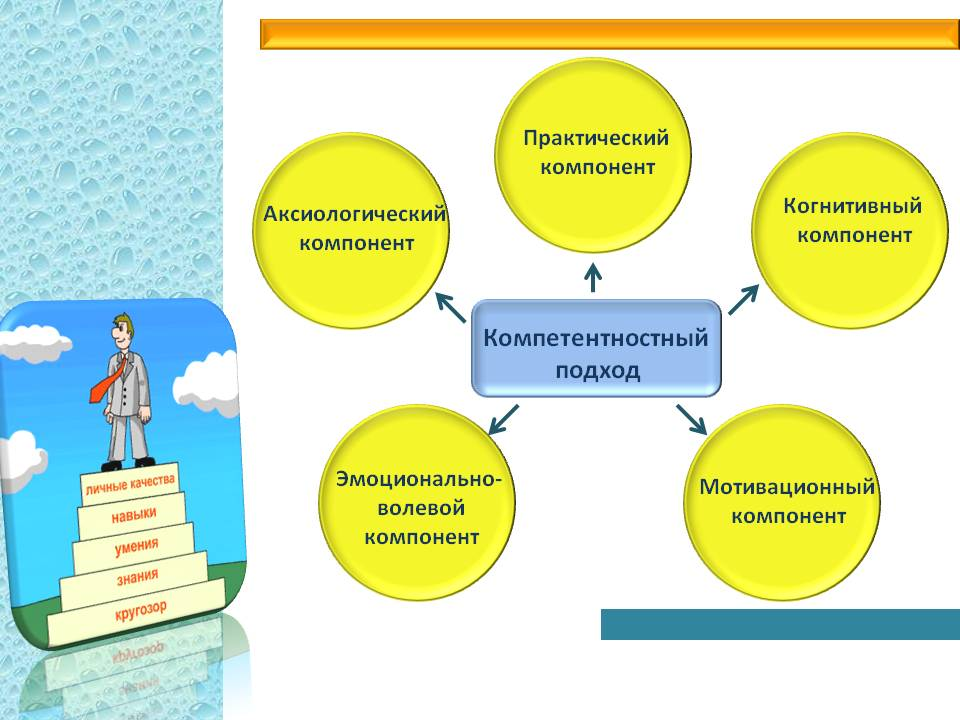 Практический
компонент
Аксиологический
компонент
Когнитивный
компонент
Компетентностный
подход
Эмоционально-
волевой
компонент
Мотивационный
компонент
личные качества
навыки
умения
знания
кругозор